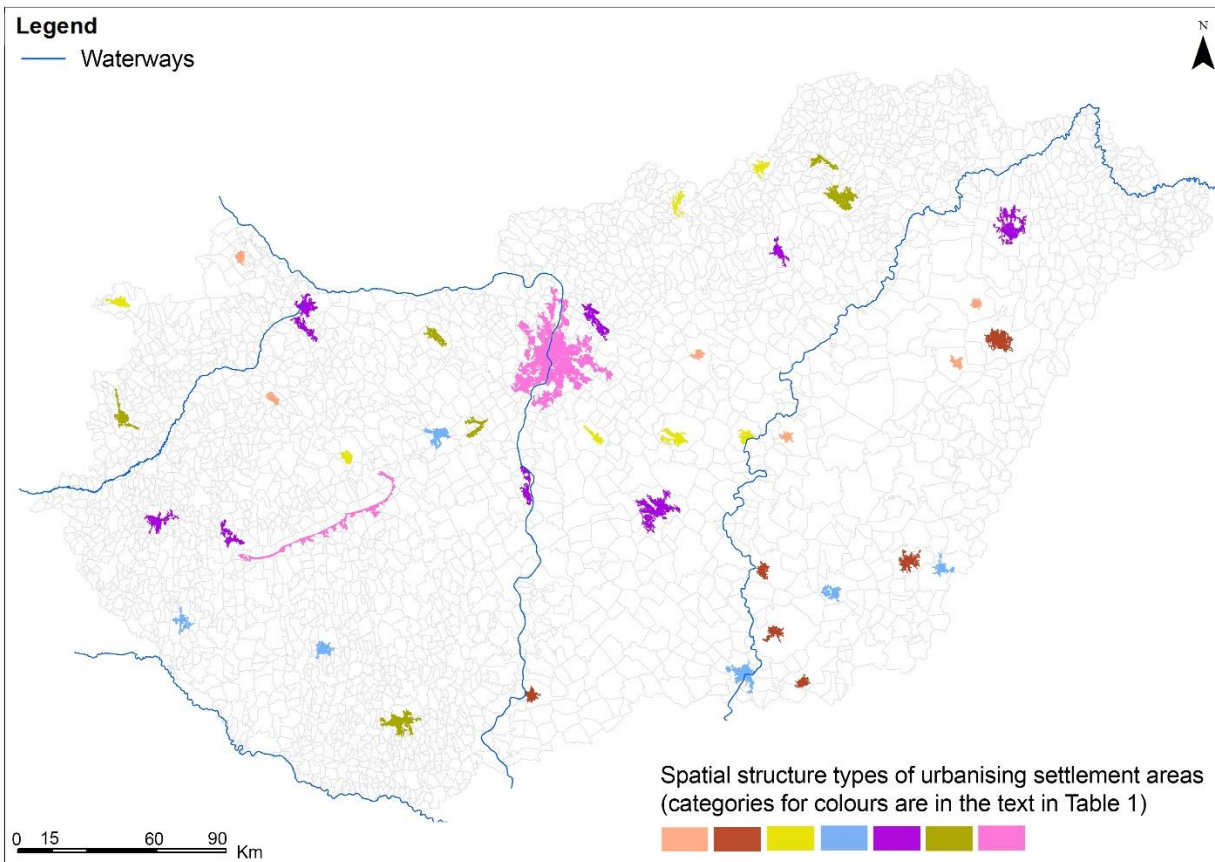 Legend
Waterways
N
Spatial structure types of urbanising settlement areas
(categories for colours are in the text in Table 1)
0 15 60 90
Km